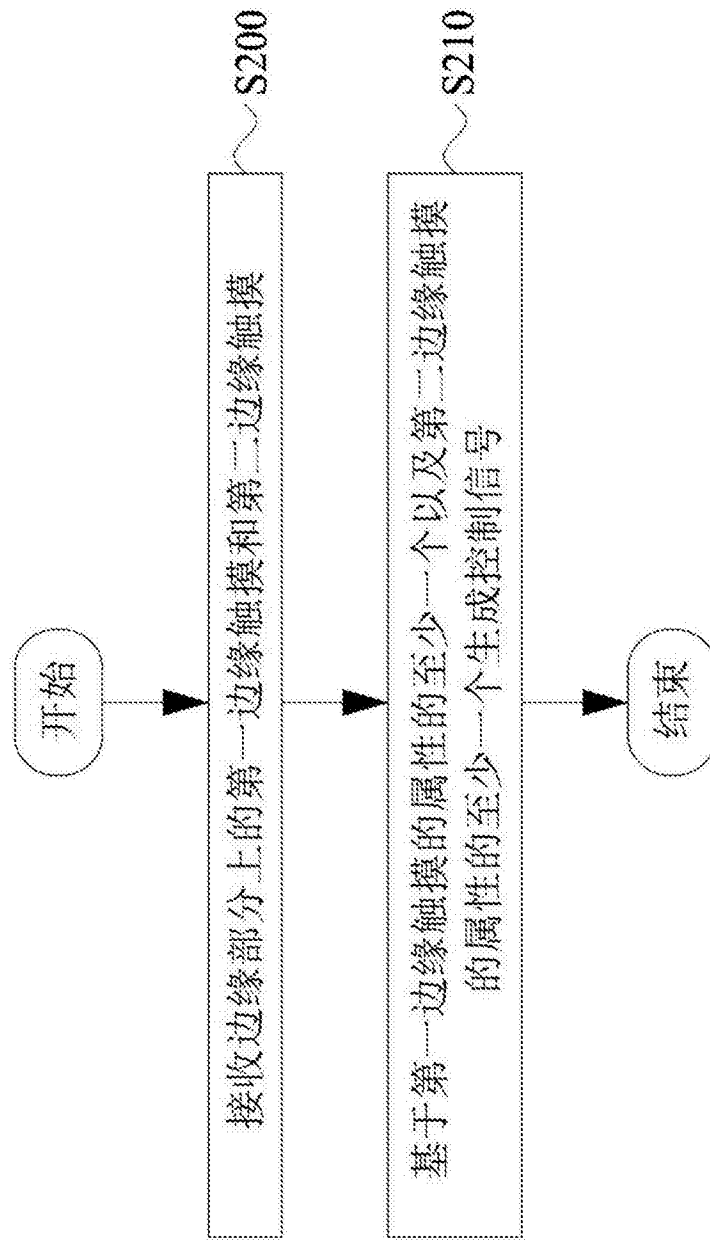 开始
接收边缘部分上的第一边缘触摸和第二边缘触摸
S200
基于第一边缘触摸的属性的至少一个以及第二边缘触摸
的属性的至少一个生成控制信号
S210
结束